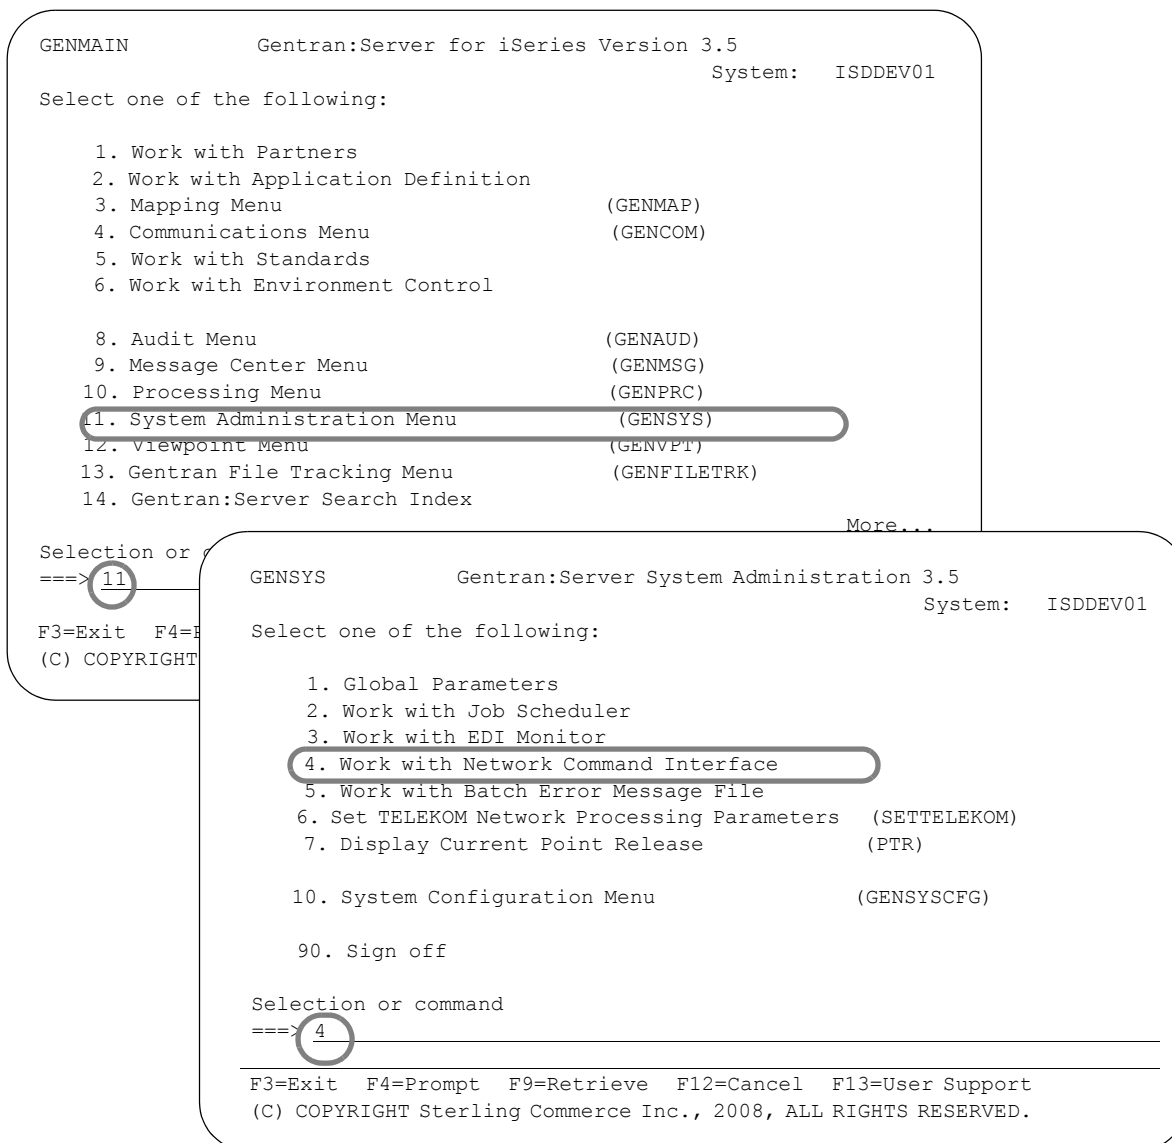 GENMAIN Gentran:Server for iSeries Version 3.5
System: ISDDEV01
Select one of the following:
1. Work with Partners
2. Work with Application Definition
3. Mapping Menu (GENMAP)
4. Communications Menu (GENCOM)
5. Work with Standards
6. Work with Environment Control
8. Audit Menu (GENAUD)
9. Message Center Menu (GENMSG)
10. Processing Menu (GENPRC)
11. System Administration Menu (GENSYS)
12. Viewpoint Menu (GENVPT)
13. Gentran File Tracking Menu (GENFILETRK)
14. Gentran:Server Search Index
More...
Selection or
===> 11
F3=Exit F4=
(C) COPYRIGHT
GENSYS Gentran:Server System Administration 3.5
System: ISDDEV01
Select one of the following:
1. Global Parameters
2. Work with Job Scheduler
3. Work with EDI Monitor
4. Work with Network Command Interface
5. Work with Batch Error Message File
6. Set TELEKOM Network Processing Parameters (SETTELEKOM)
7. Display Current Point Release (PTR)
10. System Configuration Menu (GENSYSCFG)
90. Sign off
Selection or command
===> 4
F3=Exit F4=Prompt F9=Retrieve F12=Cancel F13=User Support
(C) COPYRIGHT Sterling Commerce Inc., 2008, ALL RIGHTS RESERVED.